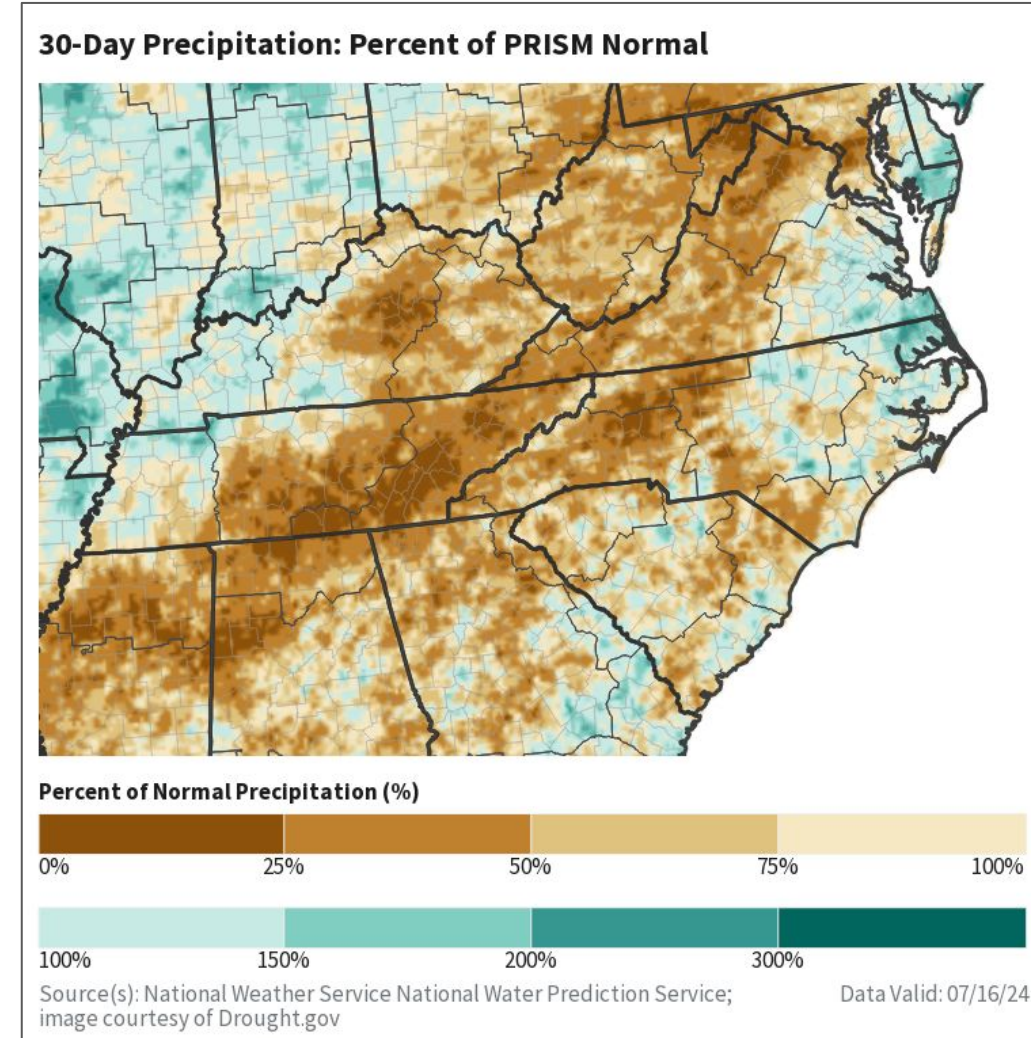 30-Day Precipitation: Percent of PRISM Normal
Percent of Normal Precipitation (%)
0% 25% 50% 75% 100%
100% 150% 200% 300%
Source(s): National Weather Service National Water Prediction Service; Data Valid: 07/16/24
image courtesy of Drought.gov